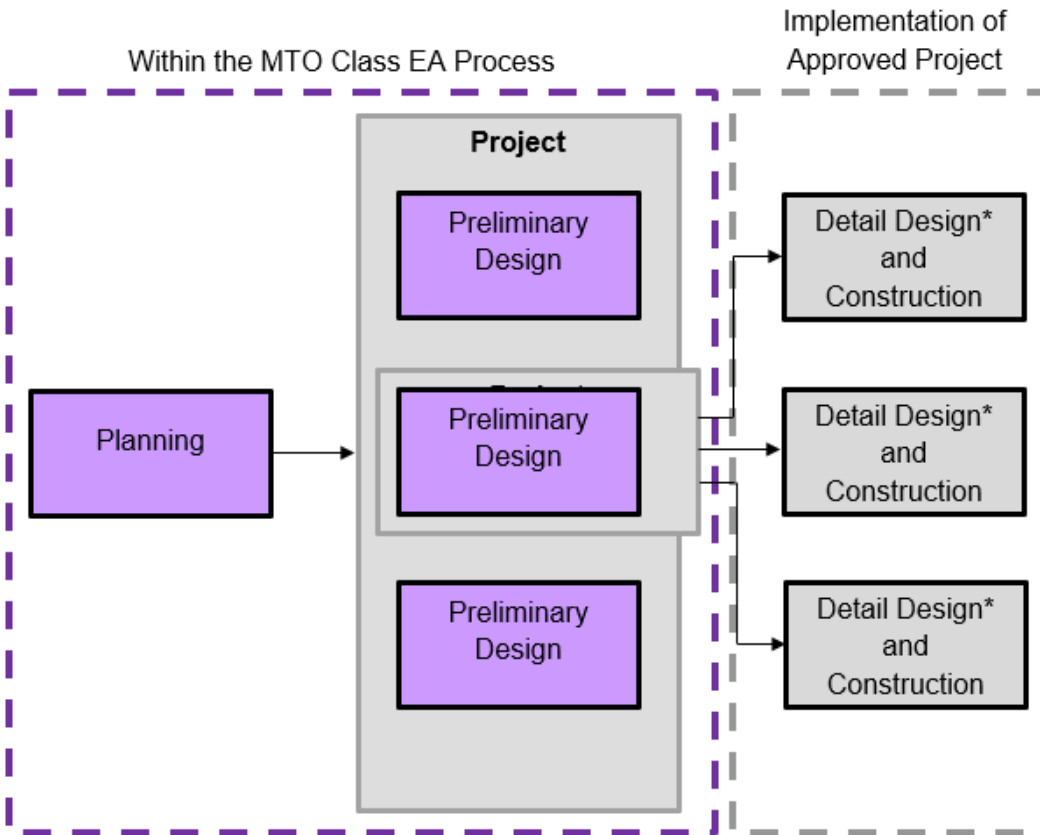 Within the MTO Class EA Process
Implementation of
Approved Project
Project
Preliminary
Design
Detail Design*
and
Construction
Planning
Preliminary
Design
Detail Design*
and
Construction
Preliminary
Design
Detail Design*
and
Construction